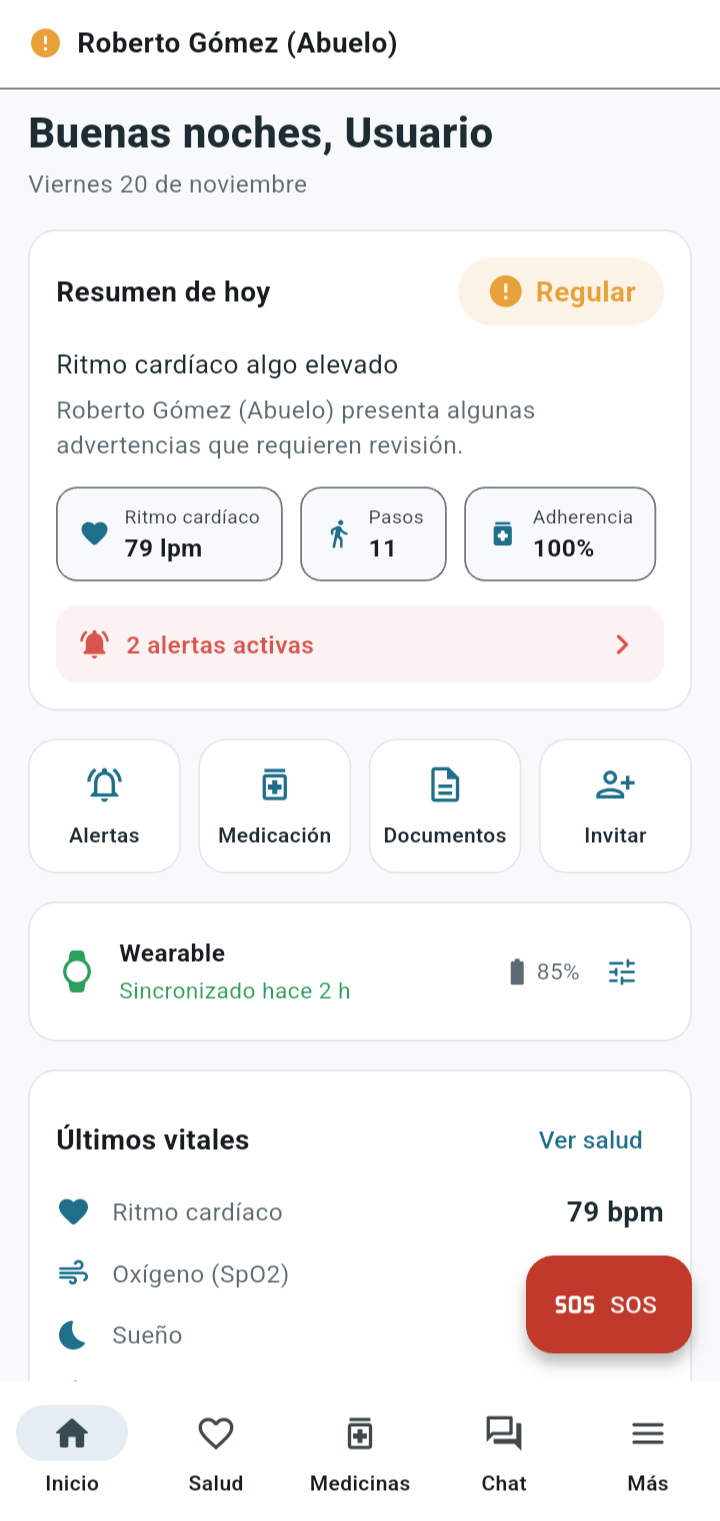 Roberto Gómez (Abuelo)
Buenas noches, Usuario
Viernes 20 de noviembre
Resumen de hoy
Regular
Ritmo cardíaco algo elevado
Roberto Gómez (Abuelo) presenta algunas
advertencias que requieren revisión.
Ritmo cardíaco
79 lpm
Pasos
11
Adherencia
100%
2 alertas activas
Alertas
Medicación
Documentos
Invitar
Wearable
Sincronizado hace 2 h
85%
Últimos vitales
Ver salud
Ritmo cardíaco
79 bpm
Oxígeno (SpO2)
Sueño
SOS SOS
Inicio
Salud
Medicinas
Chat
Más